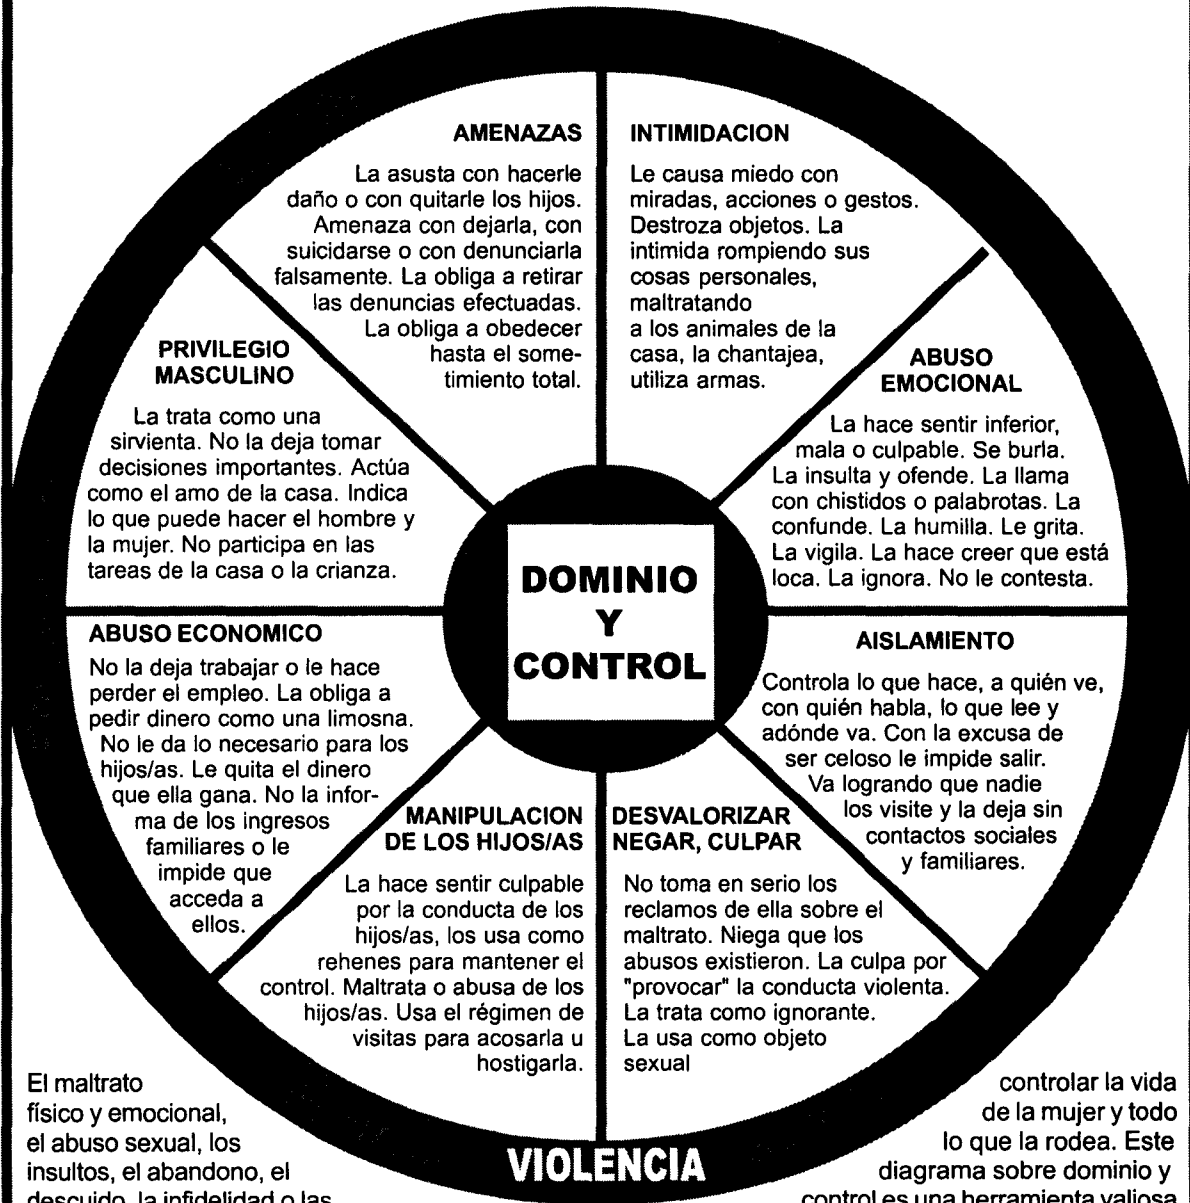 AMENAZAS
La asusta con hacerle
daño o con quitarle los hijos.
Amenaza con dejarla, con
suicidarse o con denunciarla
falsamente. La obliga a retirar
las denuncias efectuadas.
La obliga a obedecer
hasta el some-
timiento total.
INTIMIDACION
Le causa miedo con
miradas, acciones o gestos.
Destroza objetos. La
intimida rompiendo sus
cosas personales,
maltratando
a los animales de la
casa, la chantajea,
utiliza armas.
PRIVILEGIO
MASCULINO
La trata como una
sirvienta. No la deja tomar
decisiones importantes. Actúa
como el amo de la casa. Indica
lo que puede hacer el hombre y
la mujer. No participa en las
tareas de la casa o la crianza.
ABUSO
EMOCIONAL
La hace sentir inferior,
mala o culpable. Se burla.
La insulta y ofende. La llama
con chistidos o palabrotas. La
confunde. La humilla. Le grita.
La vigila. La hace creer que está
loca. La ignora. No le contesta.
DOMINIO
Y
CONTROL
ABUSO ECONOMICO
No la deja trabajar o le hace
perder el empleo. La obliga a
pedir dinero como una limosna.
No le da lo necesario para los
hijos/as. Le quita el dinero
que ella gana. No la infor-
ma de los ingresos
familiares o le
impide que
acceda a
ellos.
AISLAMIENTO
Controla lo que hace, a quién ve,
con quién habla, lo que lee y
adónde va. Con la excusa de
ser celoso le impide salir.
Va logrando que nadie
los visite y la deja sin
contactos sociales
y familiares.
MANIPULACION
DE LOS HIJOS/AS
La hace sentir culpable
por la conducta de los
hijos/as, los usa como
rehenes para mantener el
control. Maltrata o abusa de los
hijos/as. Usa el régimen de
visitas para acosarla u
hostigarla.
DESVALORIZAR
NEGAR, CULPAR
No toma en serio los
reclamos de ella sobre el
maltrato. Niega que los
abusos existieron. La culpa por
"provocar" la conducta violenta.
La trata como ignorante.
La usa como objeto
sexual
VIOLENCIA
El maltrato
físico y emocional,
el abuso sexual, los
insultos, el abandono, el
descuido, la infidelidad o las
controlar la vida
de la mujer y todo
lo que la rodea. Este
diagrama sobre dominio y
control es una herramienta valiosa